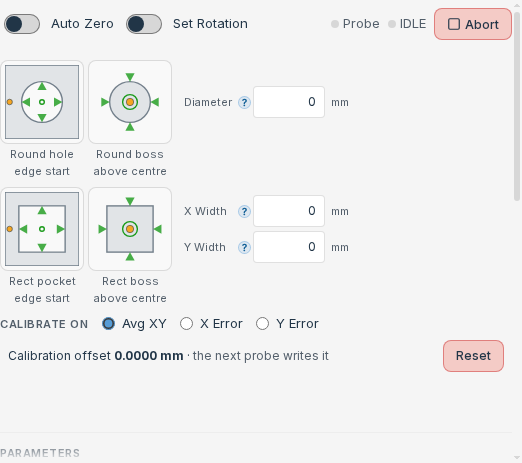 Auto Zero Set Rotation Probe IDLE Abort
Diameter ? 0 mm
Round hole
edge start
Round boss
above centre
X Width ? 0 mm
Y Width ? 0 mm
Rect pocket
edge start
Rect boss
above centre
CALIBRATE ON Avg XY X Error Y Error
Calibration offset 0.0000 mm · the next probe writes it Reset
PARAMETERS